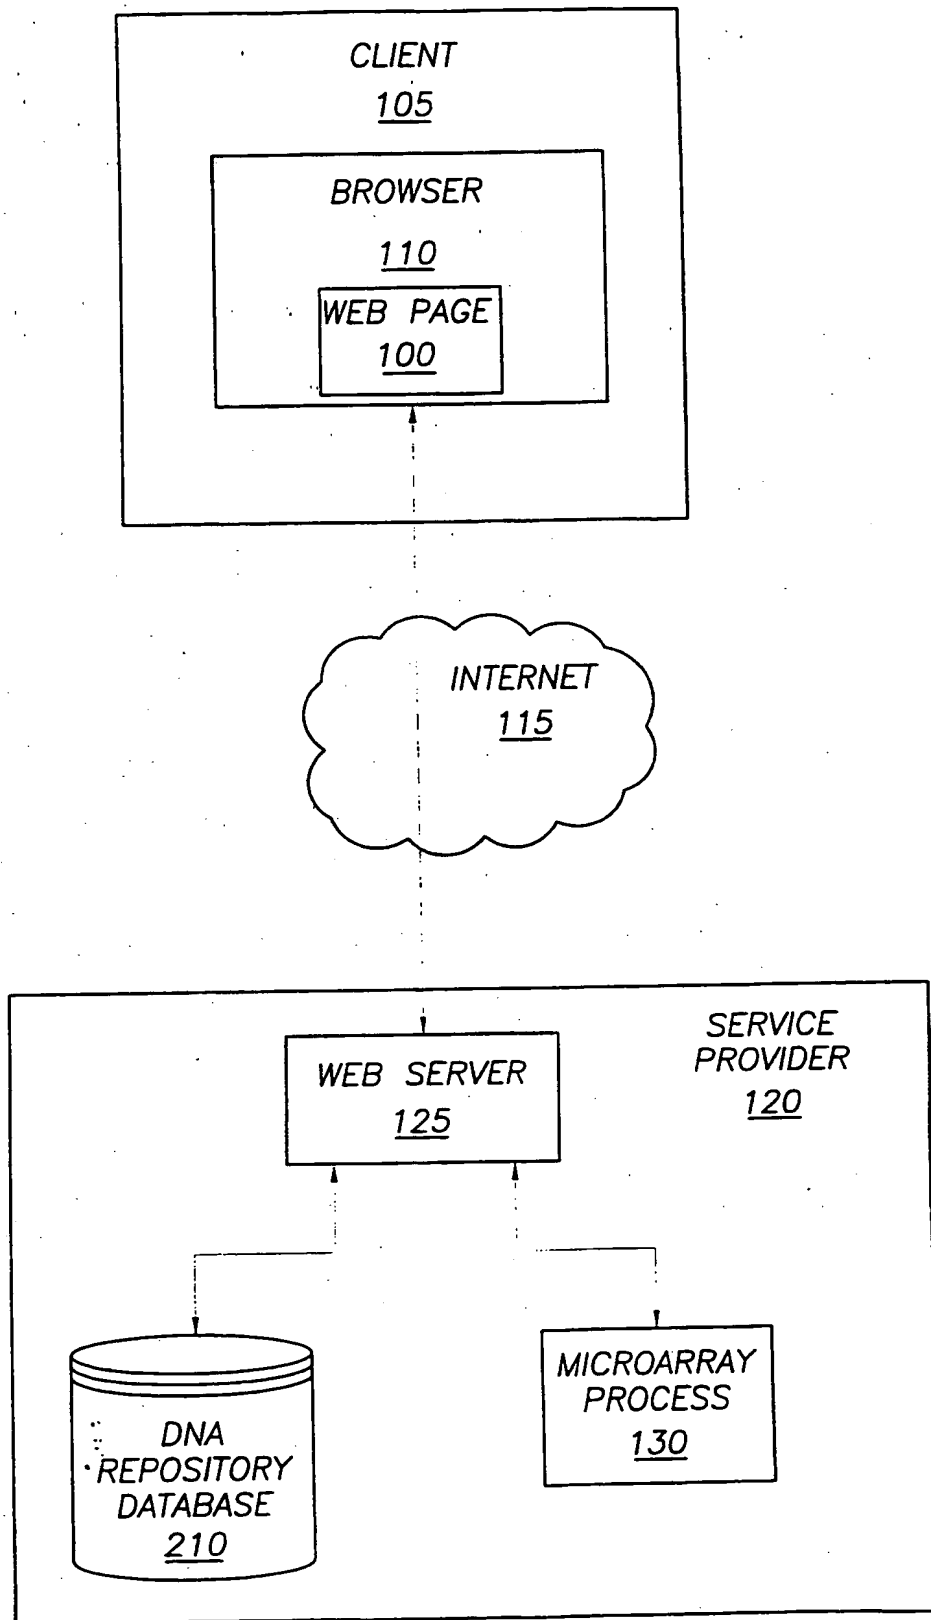 CLIENT
105
BROWSER
110
WEB PAGE
100
INTERNET
115
SERVICE
PROVIDER
120
WEB SERVER
125
DNA
REPOSITORY
DATABASE
210
MICROARRAY
PROCESS
130